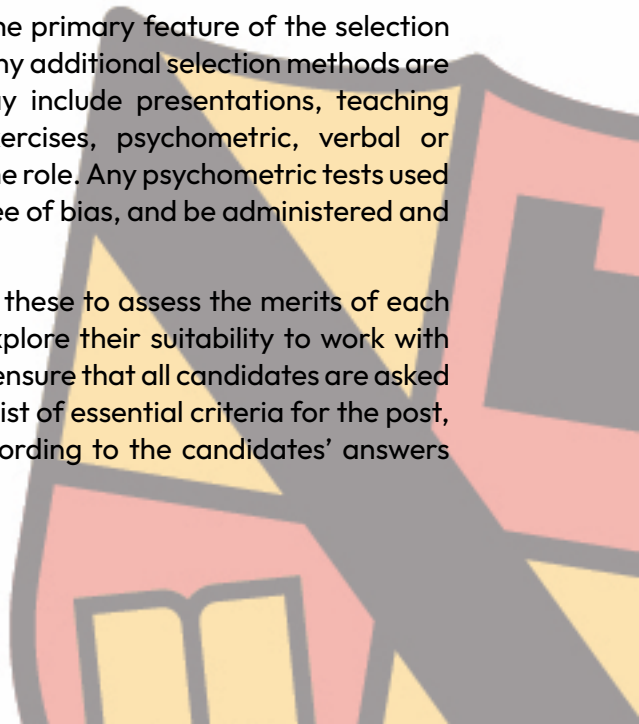 ne primary feature of the selection
ny additional selection methods are
ay include presentations, teaching
ercises, psychometric, verbal or
e role. Any psychometric tests used
ee of bias, and be administered and
these to assess the merits of each
plore their suitability to work with
ensure that all candidates are asked
ist of essential criteria for the post,
ording to the candidates’ answers